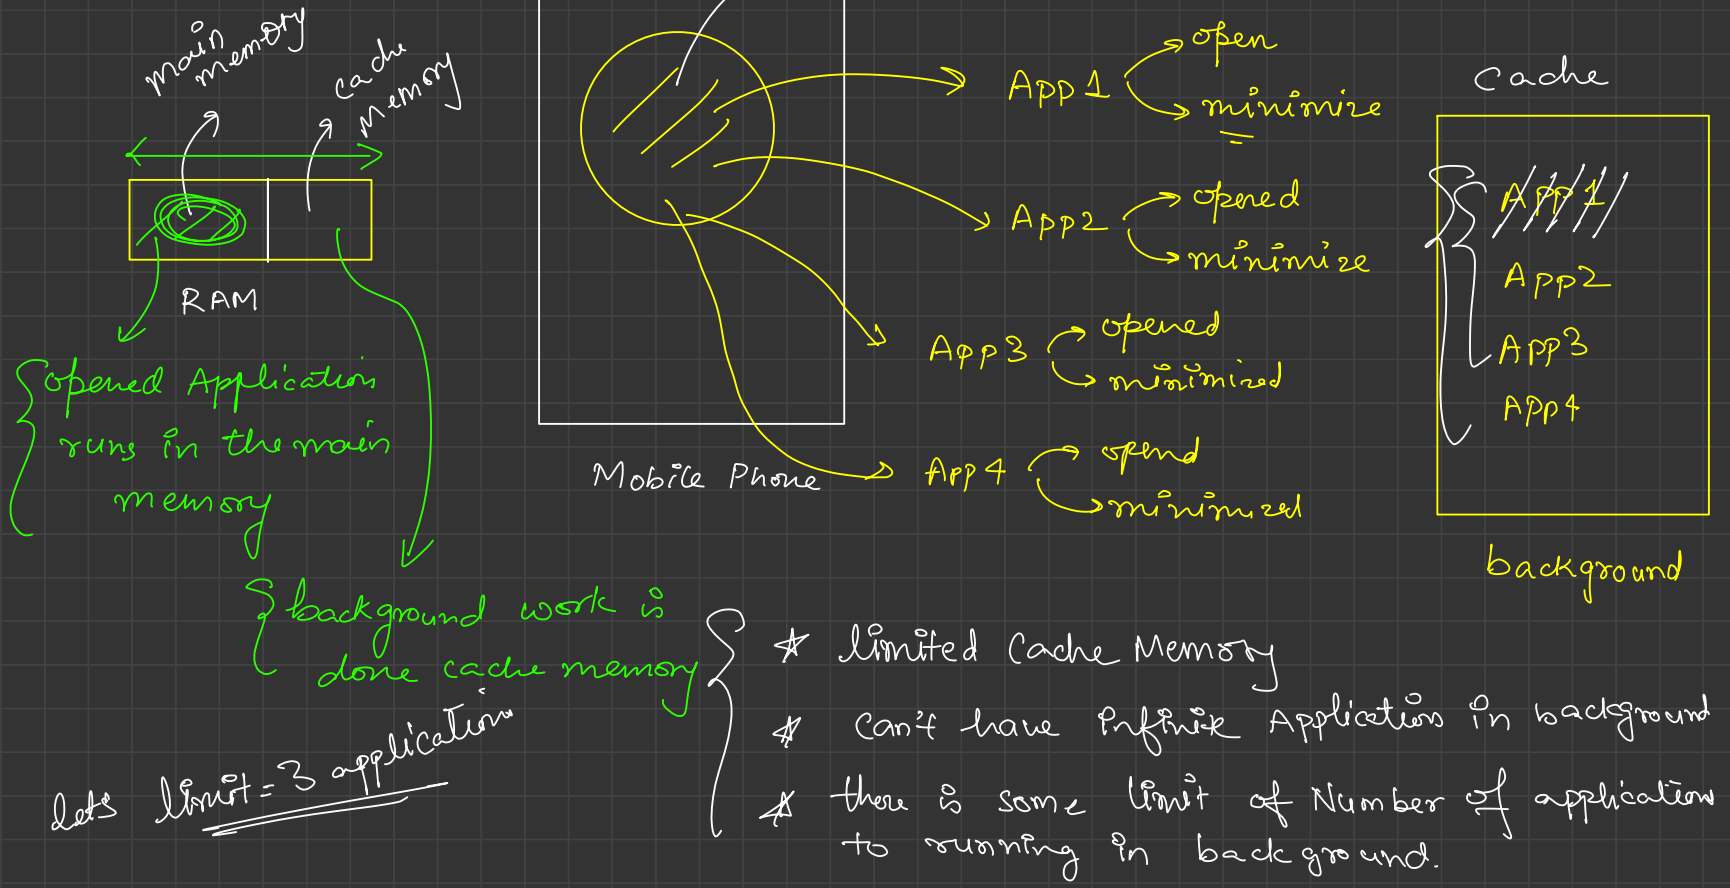 main
memory
cache
Memory
RAM
opened Application
runs in the main
memory
background work is
done cache memory
lets limit = 3 application
Mobile Phone
App 1
open
minimize
App2
opened
minimize
App3
opened
minimized
App4
opend
minimized
Cache
App 1
App2
App3
App4
background
* limited Cache Memory
* Can't have infinite Applications in background
* there is some limit of Number of applications
to running in background.